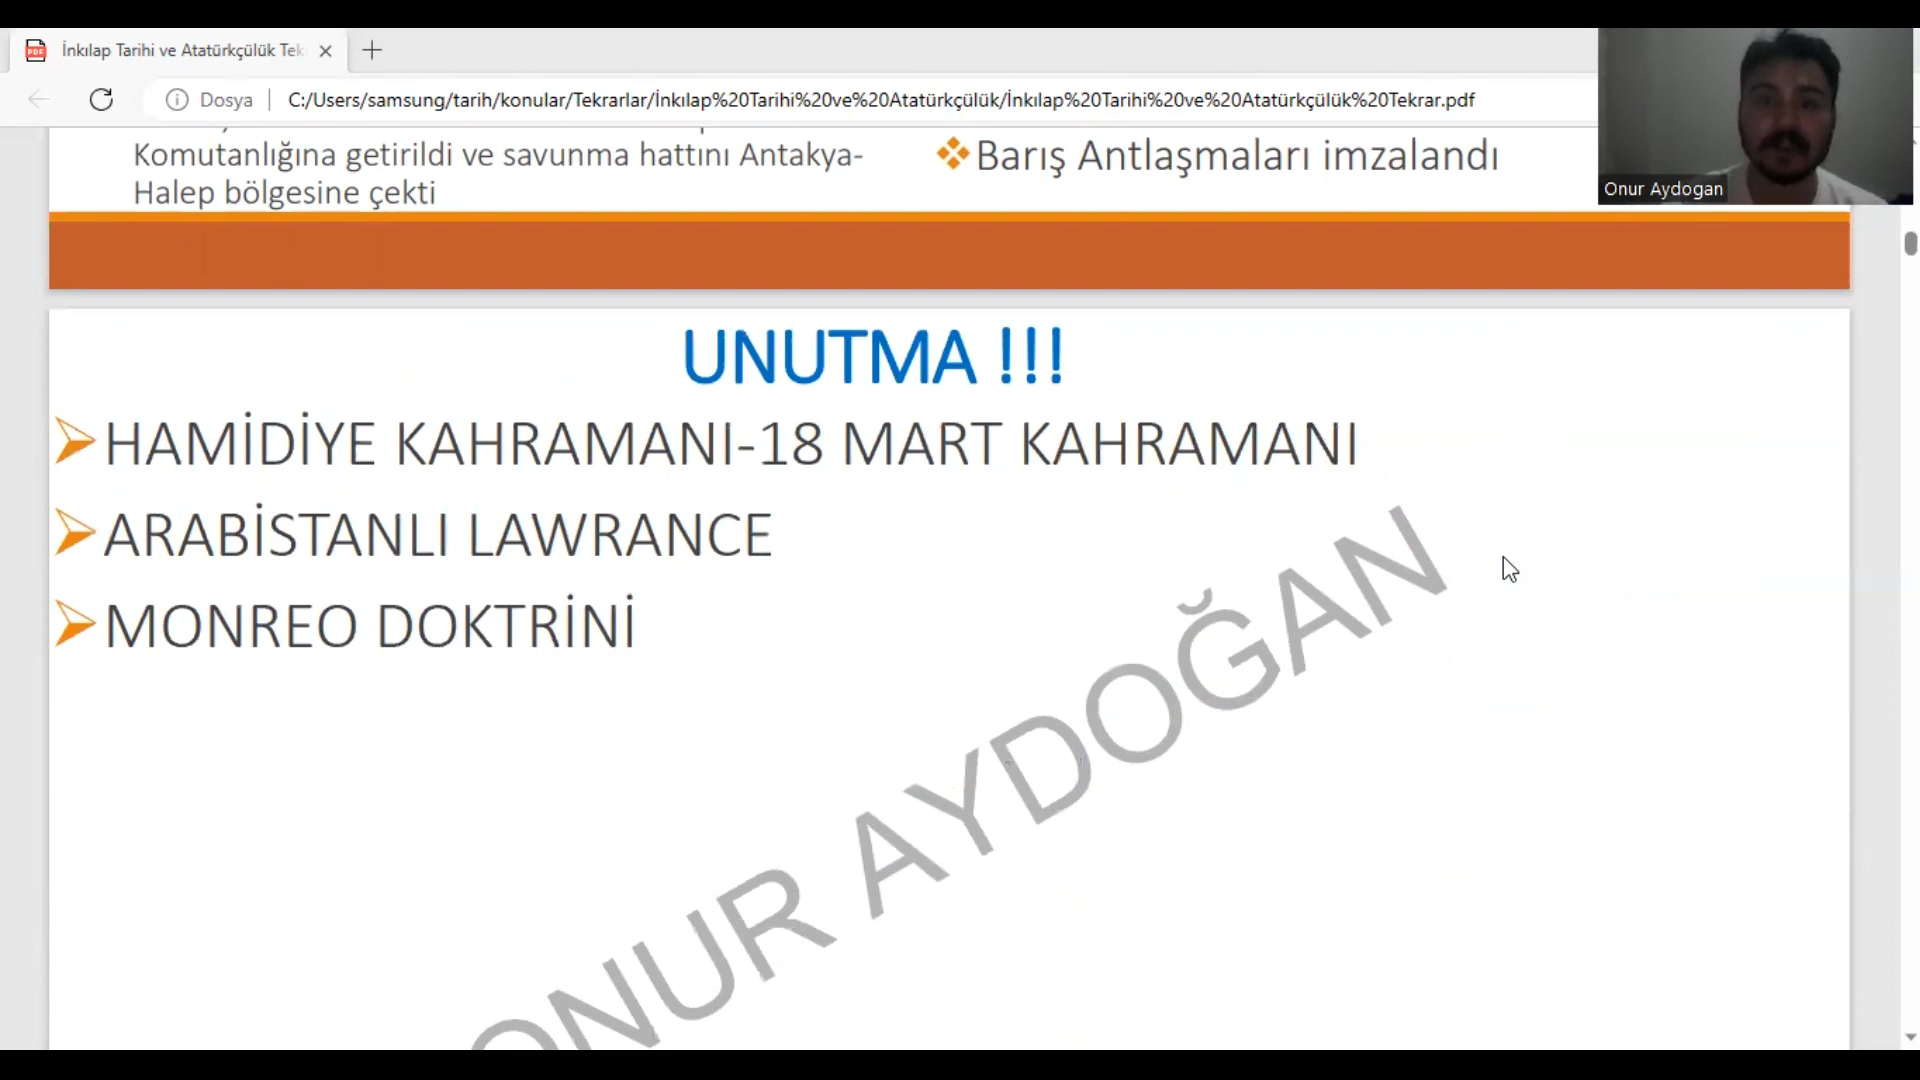 İnkılap Tarihi ve Atatürkçülük Tek
Dosya
C:/Users/samsung/tarih/konular/Tekrarlar/İnkılap%20Tarihi%20ve%20Atatürkçülük/İnkılap%20Tarihi%20ve%20Atatürkçülük%20Tekrar.pdf
Onur Aydogan
Komutanlığına getirildi ve savunma hattını Antakya-
Halep bölgesine çekti
Barış Antlaşmaları imzalandı
UNUTMA !!!
HAMİDİYE KAHRAMANI-18 MART KAHRAMANI
ARABİSTANLI LAWRANCE
MONREO DOKTRİNİ
ONUR AYDOĞAN